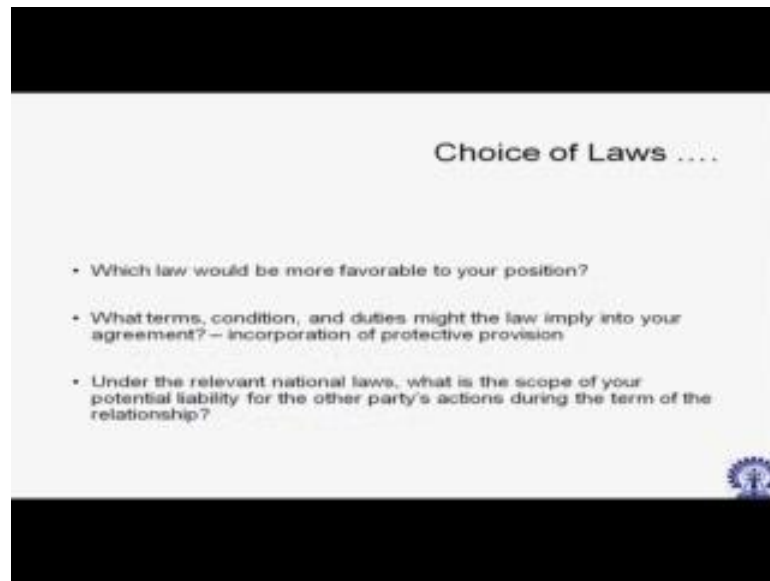 Choice of Laws ....
• Which law would be more favorable to your position?
• What terms, condition, and duties might the law imply into your
agreement? – incorporation of protective provision
• Under the relevant national laws, what is the scope of your
potential liability for the other party's actions during the term of the
relationship?